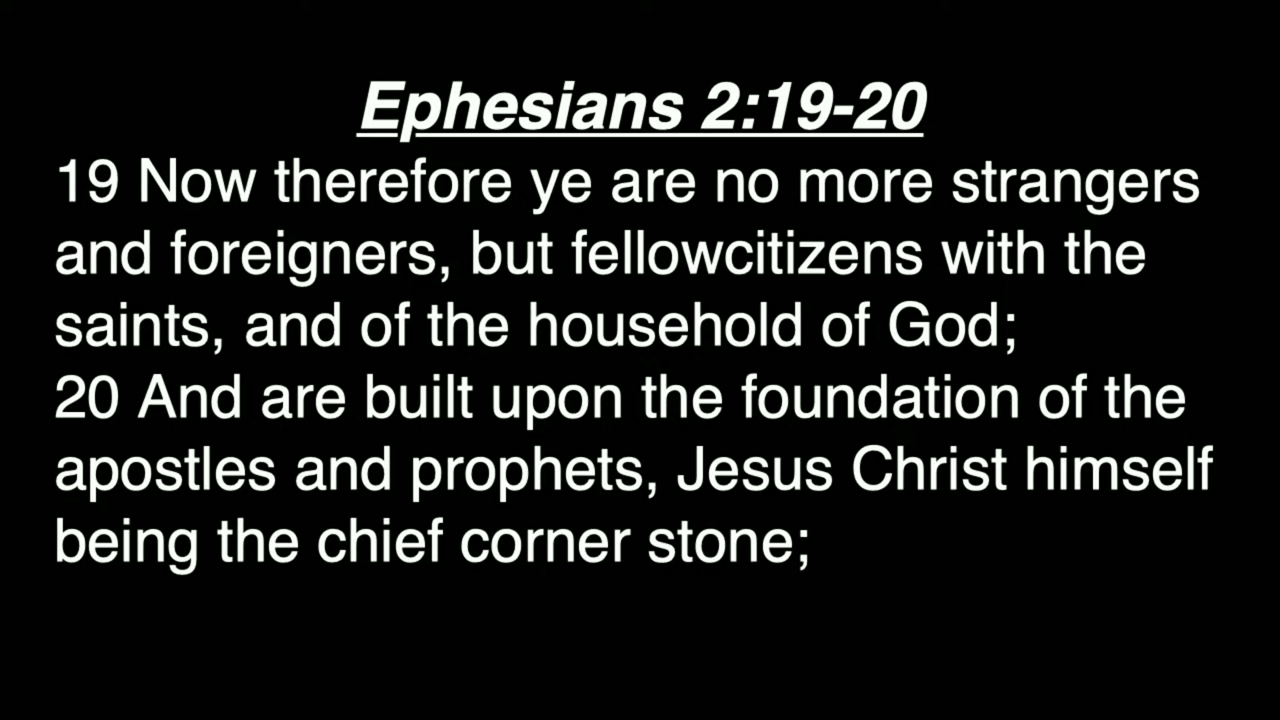 Ephesians 2:19-20
19 Now therefore ye are no more strangers
and foreigners, but fellowcitizens with the
saints, and of the household of God;
20 And are built upon the foundation of the
apostles and prophets, Jesus Christ himself
being the chief corner stone;